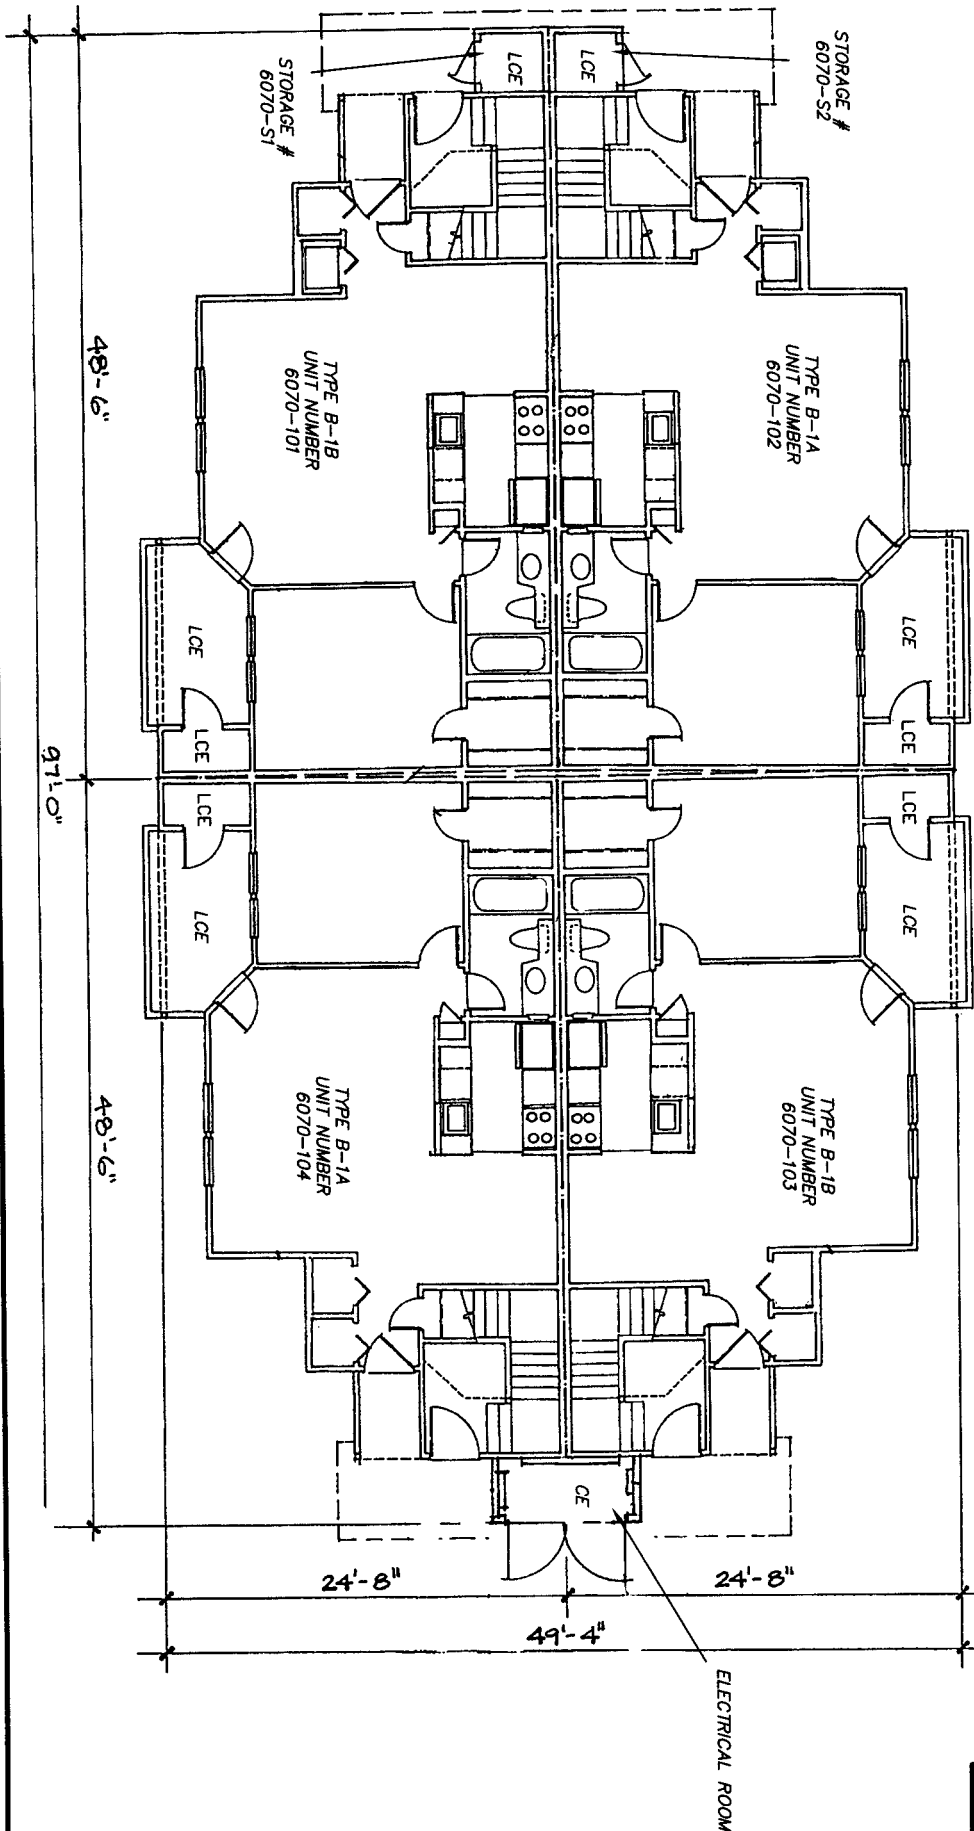 STORAGE #
6070-S2
STORAGE #
6070-S1
LCE
LCE
TYPE B-1A
UNIT NUMBER
6070-102
TYPE B-1B
UNIT NUMBER
6070-101
48'-6"
LCE
LCE
LCE
LCE
97'-0"
LCE
LCE
LCE
LCE
48'-6"
TYPE B-1B
UNIT NUMBER
6070-103
TYPE B-1A
UNIT NUMBER
6070-104
CE
24'-8"
24'-8"
49'-4"
ELECTRICAL ROOM